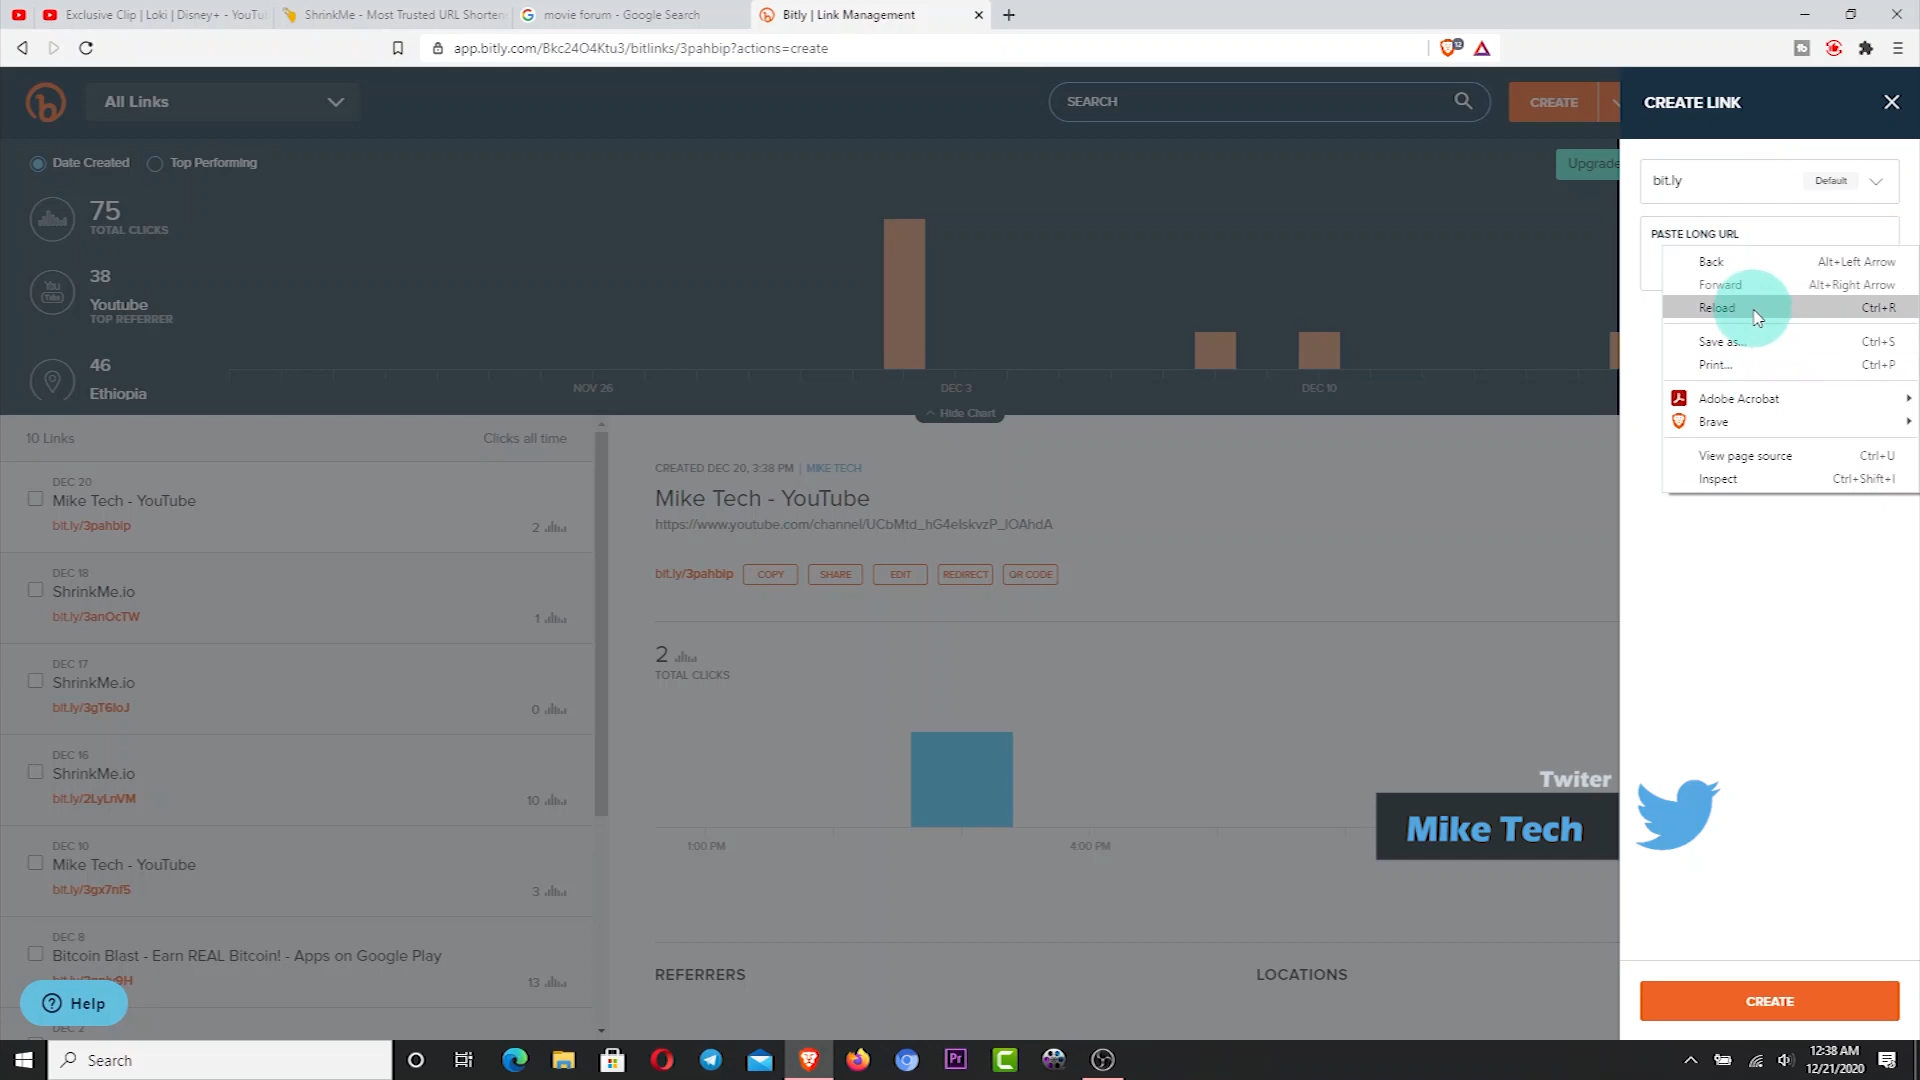 Exclusive Clip | Loki | Disney+ - YouTu
ShrinkMe - Most Trusted URL Shorten
movie forum - Google Search
Bitly | Link Management
app.bitly.com/Bkc24O4Ktu3/bitlinks/3pahbip?actions=create
12
All Links
SEARCH
CREATE
CREATE LINK
Date Created
Top Performing
Upgrade
bit.ly
Default
PASTE LONG URL
75
TOTAL CLICKS
You
Tube
38
Youtube
TOP REFERRER
46
Ethiopia
NOV 26
DEC 3
DEC 10
Hide Chart
Back Alt+Left Arrow
Forward Alt+Right Arrow
Reload Ctrl+R
Save as... Ctrl+S
Print... Ctrl+P
Adobe Acrobat
Brave
View page source Ctrl+U
Inspect Ctrl+Shift+I
10 Links
Clicks all time
DEC 20
Mike Tech - YouTube
bit.ly/3pahbip
2
DEC 18
ShrinkMe.io
bit.ly/3anOcTW
1
DEC 17
ShrinkMe.io
bit.ly/3gT6IoJ
0
DEC 16
ShrinkMe.io
bit.ly/2LyLnVM
10
DEC 10
Mike Tech - YouTube
bit.ly/3gx7nf5
3
DEC 8
Bitcoin Blast - Earn REAL Bitcoin! - Apps on Google Play
13
DEC 2
Help
CREATED DEC 20, 3:38 PM | MIKE TECH
Mike Tech - YouTube
https://www.youtube.com/channel/UCbMtd_hG4eIskvzP_IOAhdA
bit.ly/3pahbip
COPY
SHARE
EDIT
REDIRECT
QR CODE
2
TOTAL CLICKS
1:00 PM
4:00 PM
Twiter
Mike Tech
REFERRERS
LOCATIONS
CREATE
Search
Pr
12:38 AM
12/21/2020